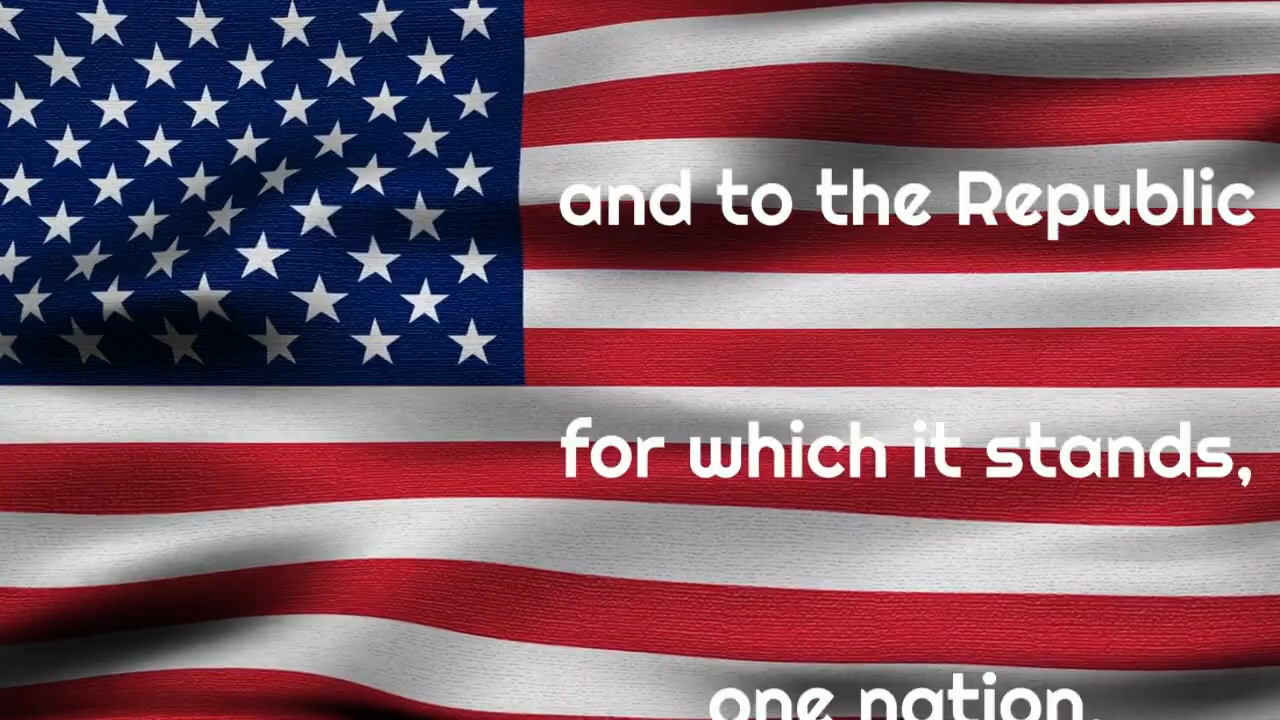 and to the Republic
for which it stands,
one nation